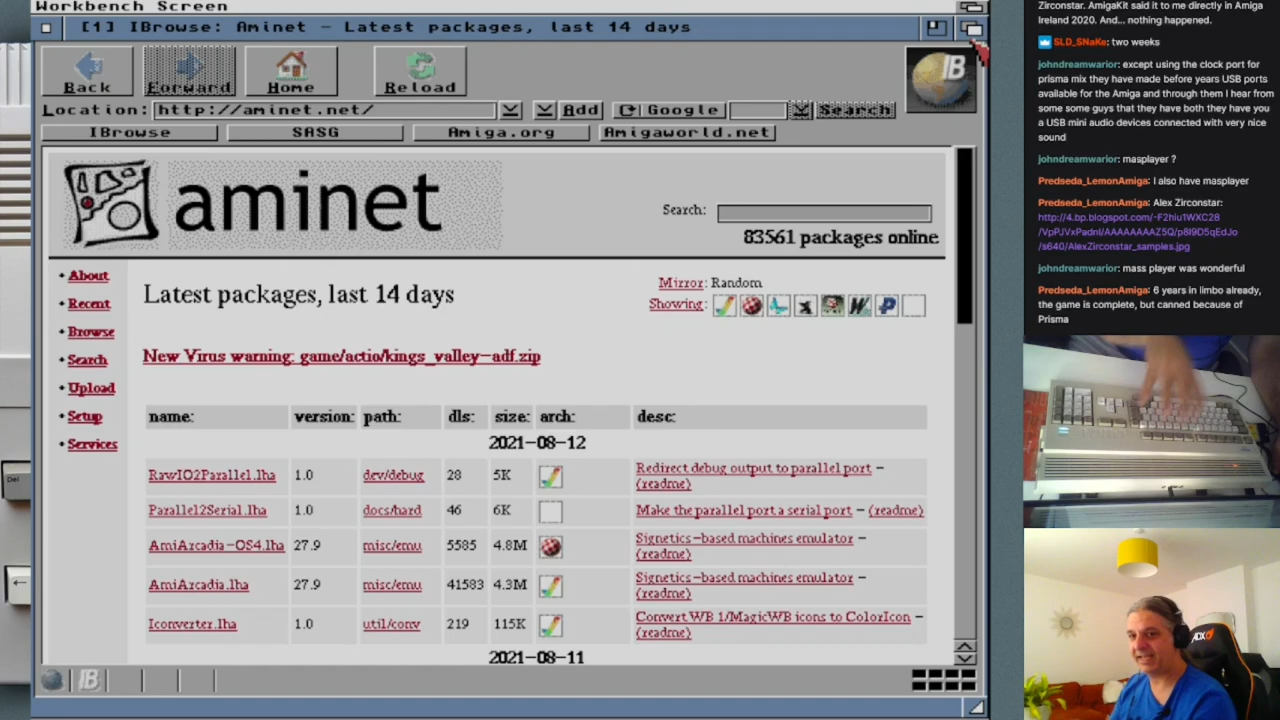 Workbench Screen
[1] IBrowse: Aminet - Latest packages, last 14 days
Back
Forward
Home
Reload
IB
Location: http://aminet.net/
Add
Google
Search
IBrowse
SASG
Amiga.org
Amigaworld.net
aminet
Search:
83561 packages online
• About
• Recent
• Browse
• Search
• Upload
• Setup
• Services
Latest packages, last 14 days
Mirror: Random
Showing:
New Virus warning: game/actio/kings_valley-adf.zip
name: version: path: dls: size: arch: desc:
2021-08-12
RawIO2Parallel.lha 1.0 dev/debug 28 5K Redirect debug output to parallel port -
(readme)
Parallel2Serial.lha 1.0 docs/hard 46 6K Make the parallel port a serial port - (readme)
AmiArcadia-OS4.lha 27.9 misc/emu 5585 4.8M Signetics-based machines emulator -
(readme)
AmiArcadia.lha 27.9 misc/emu 41583 4.3M Signetics-based machines emulator -
(readme)
Iconverter.lha 1.0 util/conv 219 115K Convert WB 1/MagicWB icons to ColorIcon -
(readme)
2021-08-11
IB
Del
Zirconstar. AmigaKit said it to me directly in Amiga
Ireland 2020. And... nothing happened.
SLD_SNaKe: two weeks
johndreamwarior: except using the clock port for
prisma mix they have made before years USB ports
available for the Amiga and through them I hear from
some some guys that they have both they have you
a USB mini audio devices connected with very nice
sound
johndreamwarior: masplayer ?
Predseda_LemonAmiga: I also have masplayer
Predseda_LemonAmiga: Alex Zirconstar:
johndreamwarior: mass player was wonderful
Predseda_LemonAmiga: 6 years in limbo already,
the game is complete, but canned because of
Prisma
ADX